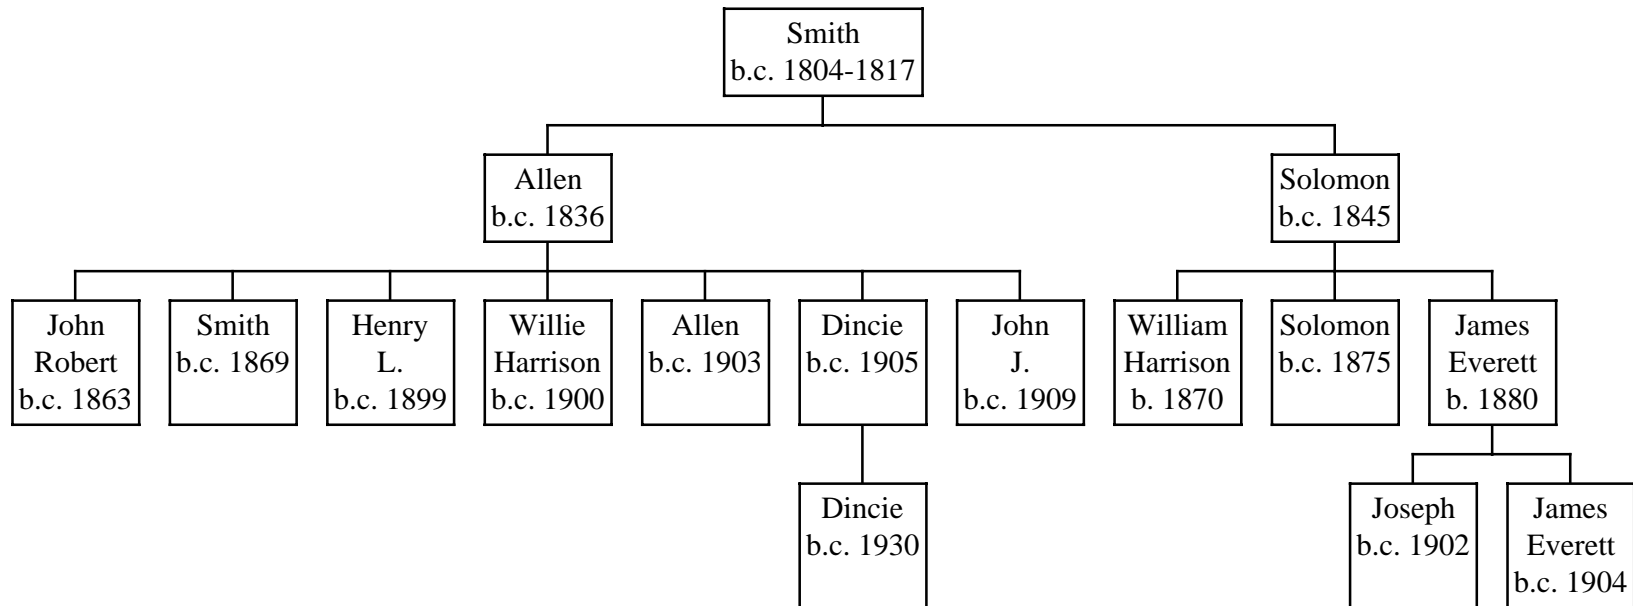 Smith
b.c. 1804-1817
Allen
b.c. 1836
Solomon
b.c. 1845
John
Robert
b.c. 1863
Smith
b.c. 1869
Henry
L.
b.c. 1899
Willie
Harrison
b.c. 1900
Allen
b.c. 1903
Dincie
b.c. 1905
John
J.
b.c. 1909
William
Harrison
b. 1870
Solomon
b.c. 1875
James
Everett
b. 1880
Dincie
b.c. 1930
Joseph
b.c. 1902
James
Everett
b.c. 1904